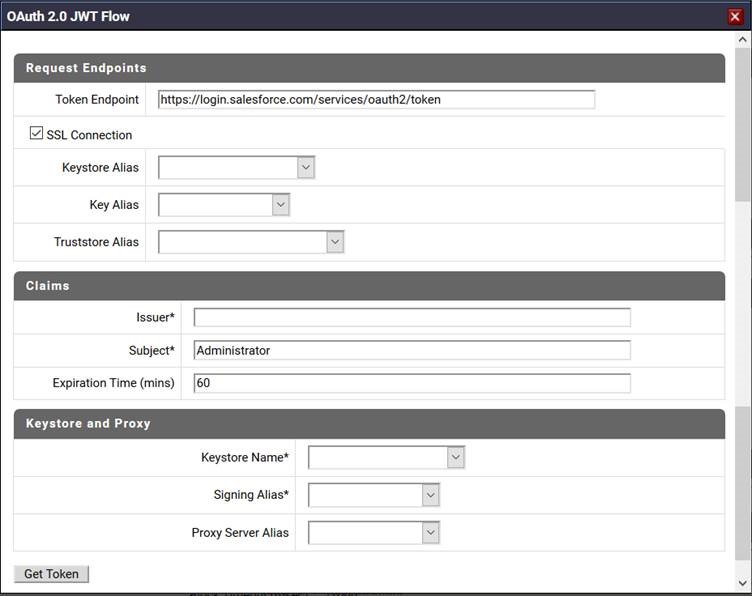 OAuth 2.0 JWT Flow
Request Endpoints
Token Endpoint https://login.salesforce.com/services/oauth2/token
SSL Connection
Keystore Alias
Key Alias
Truststore Alias
Claims
Issuer*
Subject* Administrator
Expiration Time (mins) 60
Keystore and Proxy
Keystore Name*
Signing Alias*
Proxy Server Alias
Get Token